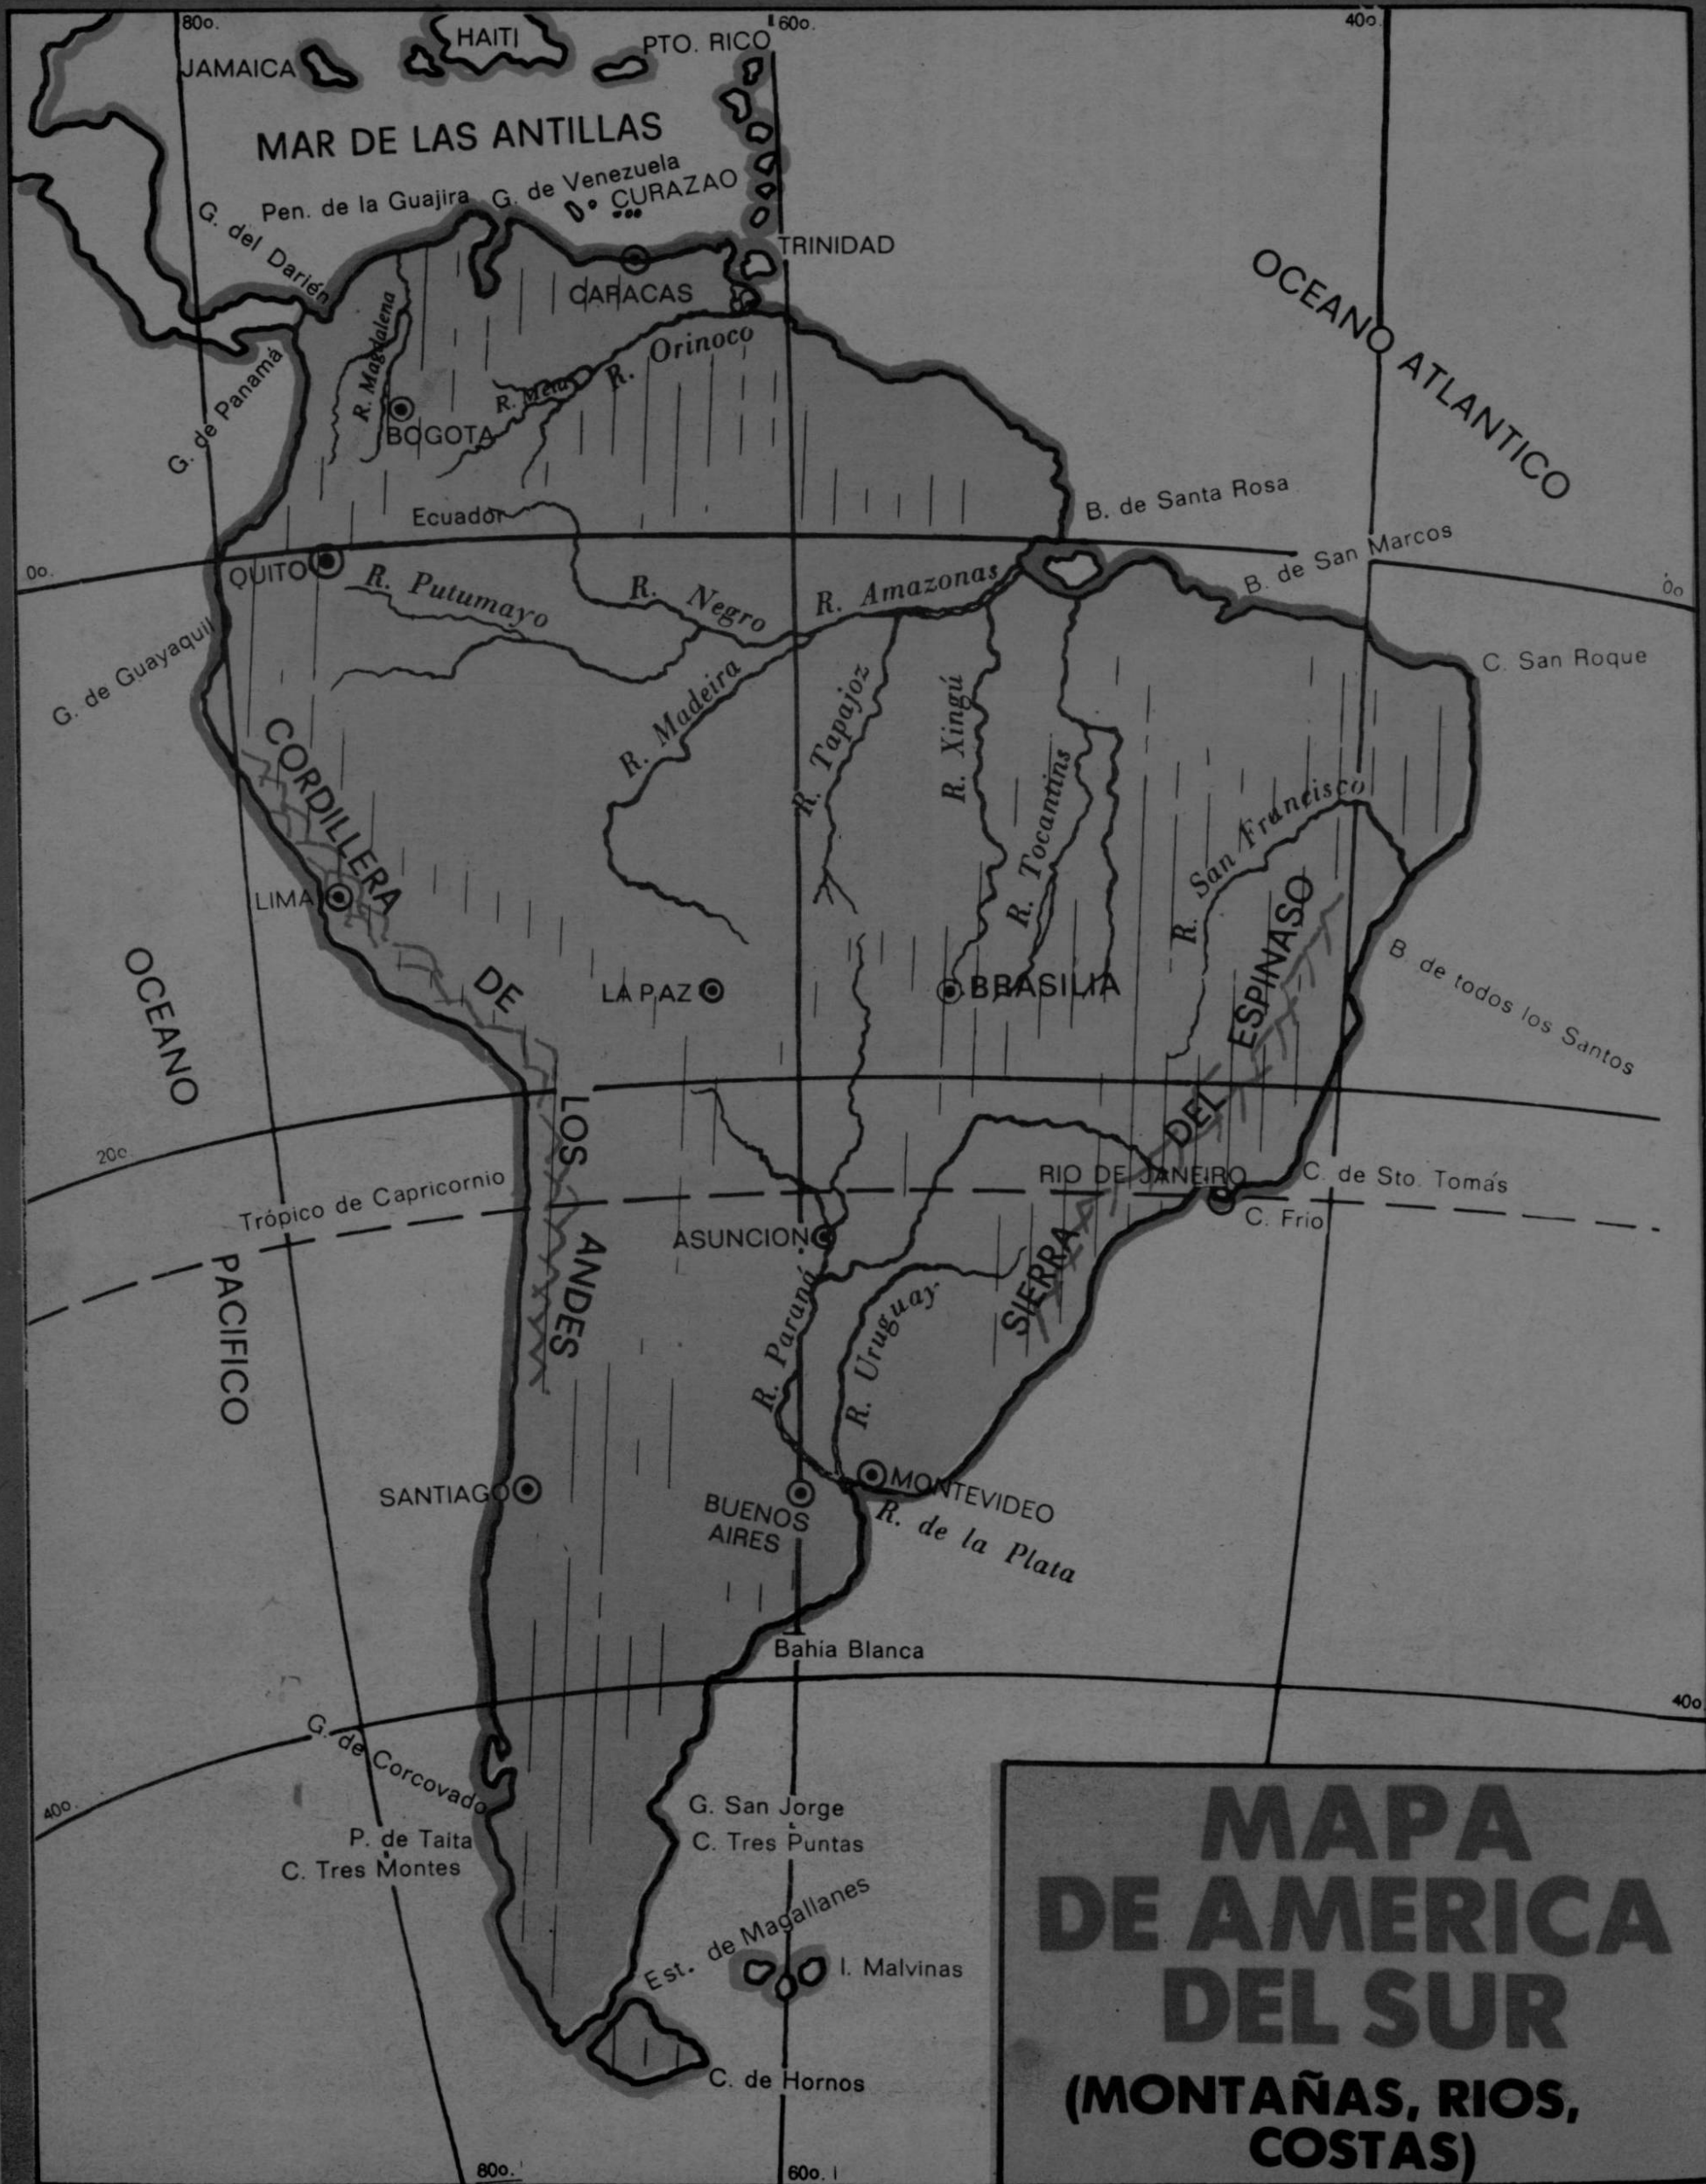 80o.
60o.
40o.
HAITI
JAMAICA
PTO. RICO
MAR DE LAS ANTILLAS
Pen. de la Guajira
G. de Venezuela
CURAZAO
G. del Darién
TRINIDAD
CARACAS
OCEANO ATLANTICO
R. Magdalena
R. Orinoco
R. Meta
G. de Panamá
BOGOTA
Ecuador
B. de Santa Rosa
B. de San Marcos
0o.
0o
QUITO
R. Putumayo
R. Negro
R. Amazonas
G. de Guayaquil
C. San Roque
R. Madeira
R. Tapajoz
R. Xingú
R. Tocantins
R. San Francisco
CORDILLERA
DE
LOS
ANDES
LIMA
LA PAZ
BRASILIA
SIERRA
DEL
ESPINASO
B. de todos los Santos
OCEANO
PACIFICO
20o.
Trópico de Capricornio
RIO DE JANEIRO
C. de Sto. Tomás
C. Frio
ASUNCION
R. Paraná
R. Uruguay.
SANTIAGO
BUENOS
AIRES
MONTEVIDEO
R. de la Plata
Bahía Blanca
40o
G. de Corcovado
40o.
G. San Jorge
P. de Taita
C. Tres Puntas
C. Tres Montes
Est. de Magallanes
I. Malvinas
C. de Hornos
80o.
60o.
MAPA
DE AMERICA
DEL SUR
(MONTAÑAS, RIOS,
COSTAS)